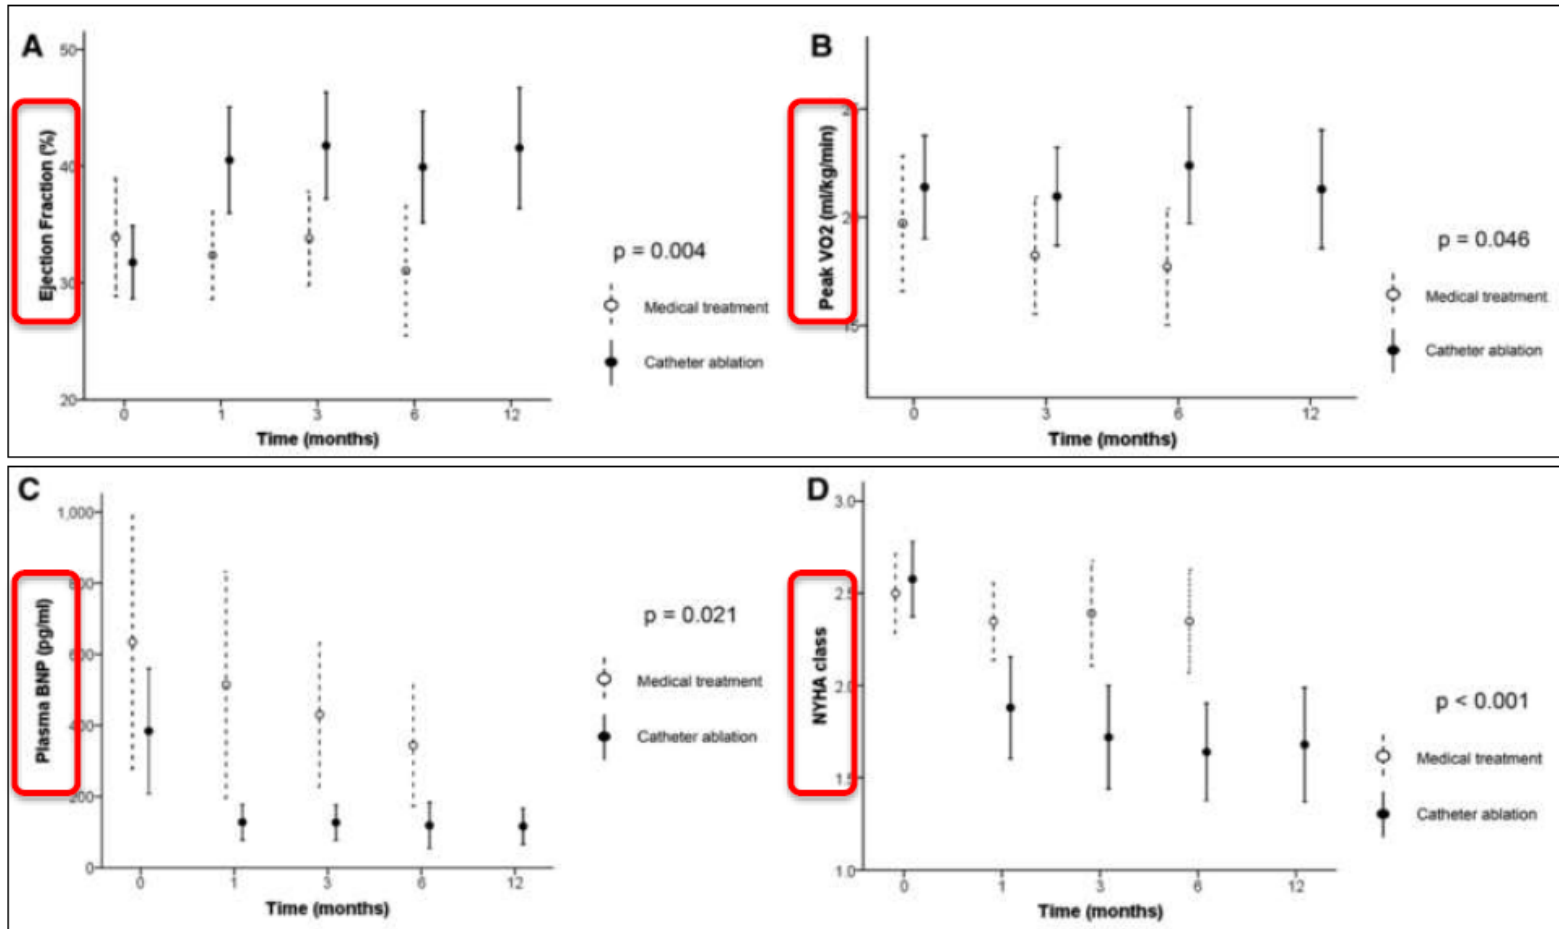 A
50
40
30
20
Ejection Fraction (%)
p = 0.004
Medical treatment
Catheter ablation
0 1 3 6 12
Time (months)
B
25
20
15
Peak VO2 (ml/kg/min)
p = 0.046
Medical treatment
Catheter ablation
0 3 6 12
Time (months)
C
1,000
800
600
400
200
0
Plasma BNP (pg/ml)
p = 0.021
Medical treatment
Catheter ablation
0 1 3 6 12
Time (months)
D
3.0
2.5
2.0
1.5
1.0
NYHA class
p < 0.001
Medical treatment
Catheter ablation
0 1 3 6 12
Time (months)